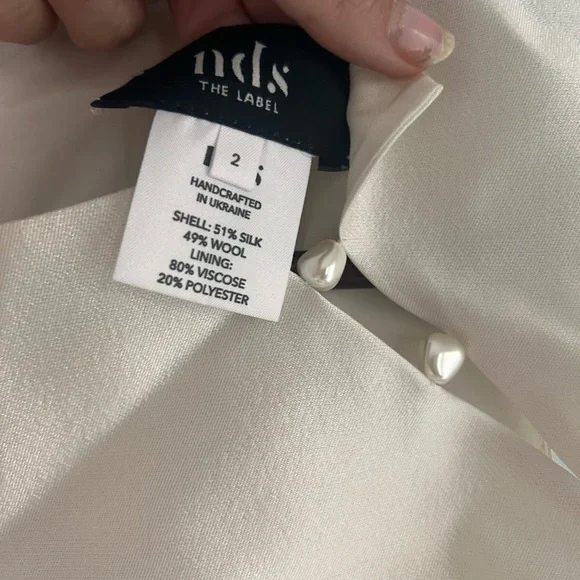 nds
THE LABEL
2
HANDCRAFTED
IN UKRAINE
SHELL: 51% SILK
49% WOOL
LINING:
80% VISCOSE
20% POLYESTER